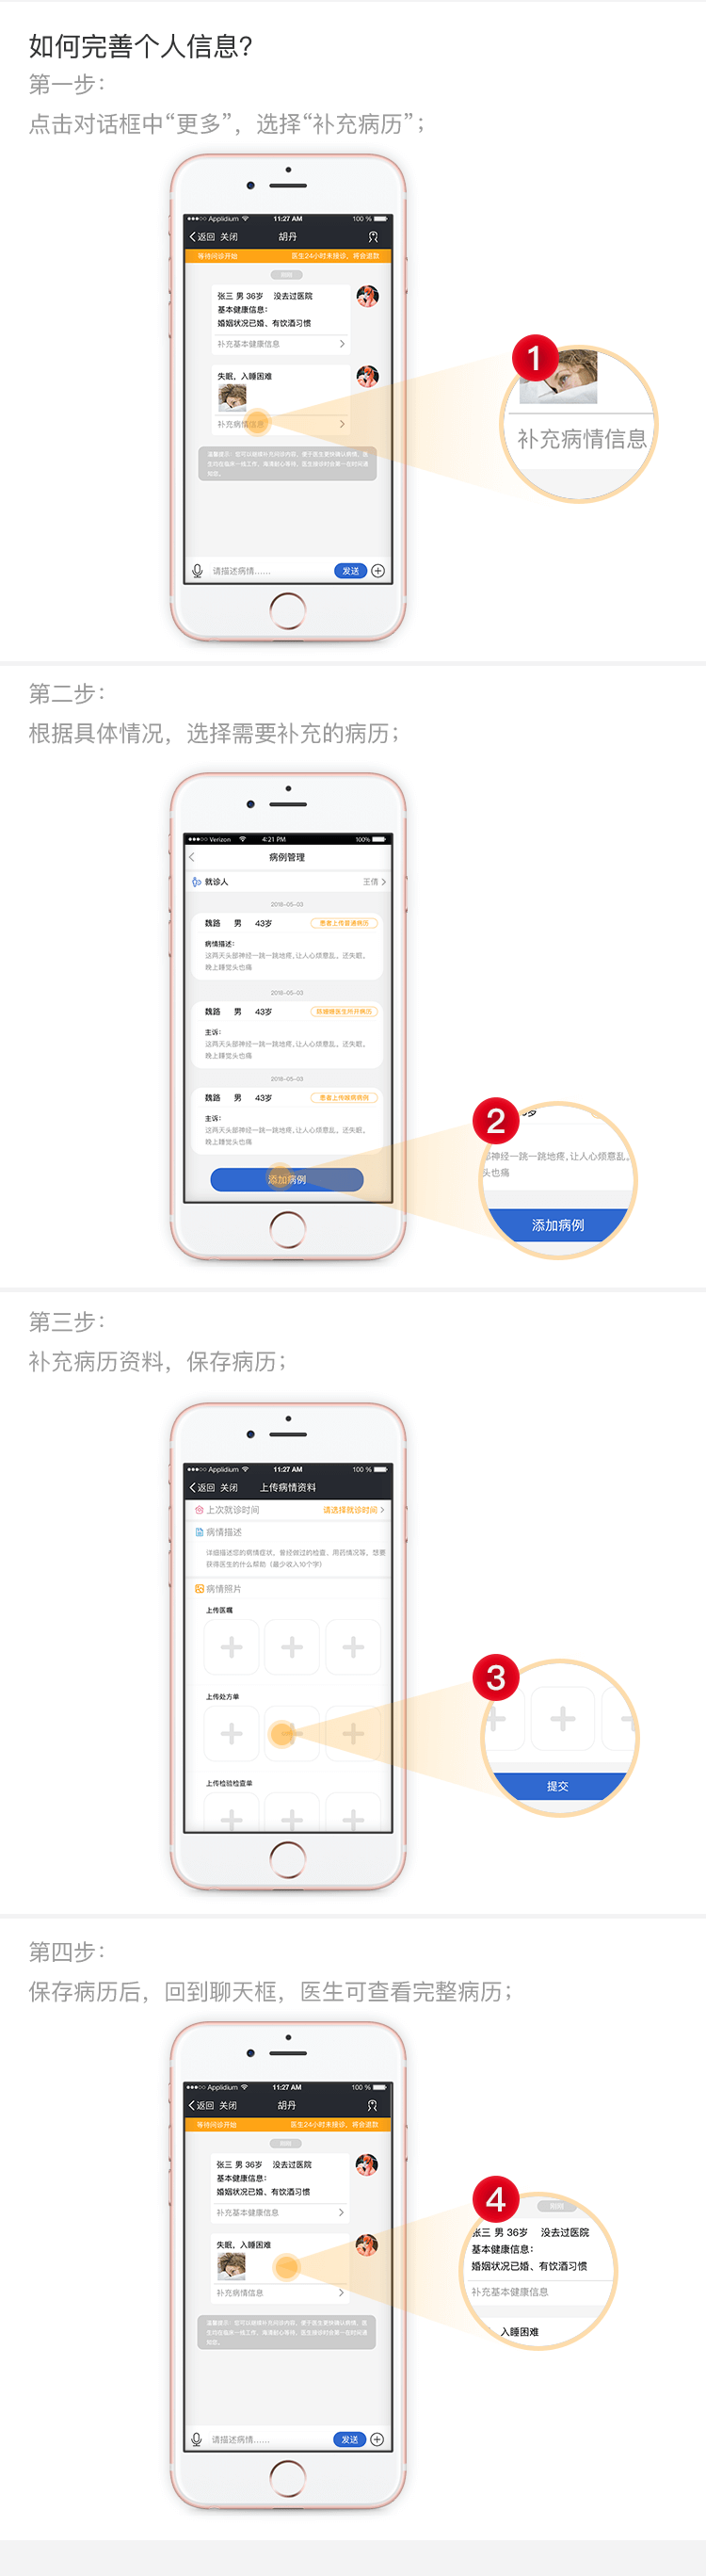 如何完善个人信息?
第一步:
点击对话框中“更多”，选择“补充病历”;
●●●○○ Applidium 11:27 AM 100 %
返回 关闭 胡丹
等待问诊开始 医生24小时未接诊，将会退款
张三 男 36岁 没去过医院
基本健康信息:
婚姻状况已婚、有饮酒习惯
补充基本健康信息
失眠，入睡困难
补充病情信息
请描述病情......
发送
1
补充病情信息
第二步:
根据具体情况，选择需要补充的病历;
●●●○○ Verizon 4:21 PM 100%
病例管理
就诊人 王倩
2018-05-03
魏路 男 43岁 患者上传普通病历
病情描述:
这两天头部神经一跳一跳地疼,让人心烦意乱。还失眠。
晚上睡觉头也痛
2018-05-03
魏路 男 43岁
主诉:
这两天头部神经一跳一跳地疼,让人心烦意乱。还失眠。
晚上睡觉头也痛
2018-05-03
魏路 男 43岁
主诉:
这两天头部神经一跳一跳地疼,让人心烦意乱。还失眠。
晚上睡觉头也痛
添加病例
2
部神经一跳一跳地疼,让人心烦意乱。
头也痛
添加病例
第三步:
补充病历资料，保存病历;
●●●○○ Applidium 11:27 AM 100 %
返回 关闭 上传病情资料
上次就诊时间 请选择就诊时间
病情描述
详细描述您的病情症状，曾经做过的检查、用药情况等，想要
获得医生的什么帮助（最少收入10个字）
病情照片
上传医嘱
上传处方单
上传检验检查单
3
提交
第四步:
保存病历后，回到聊天框，医生可查看完整病历;
●●●○○ Applidium 11:27 AM 100 %
返回 关闭 胡丹
等待问诊开始 医生24小时未接诊，将会退款
张三 男 36岁 没去过医院
基本健康信息:
婚姻状况已婚、有饮酒习惯
补充基本健康信息
失眠，入睡困难
补充病情信息
请描述病情......
发送
4
张三 男 36岁 没去过医院
基本健康信息:
婚姻状况已婚、有饮酒习惯
补充基本健康信息
入睡困难